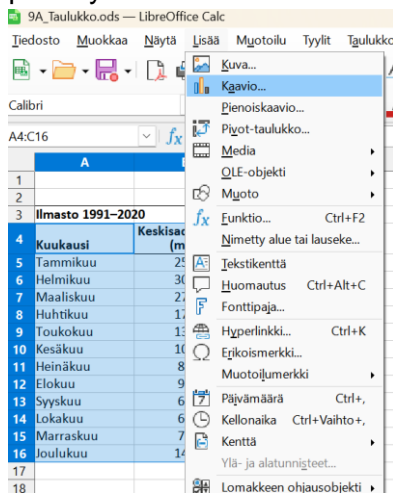 9A_Taulukko.ods — LibreOffice Calc
Tiedosto Muokkaa Näytä Lisää Muotoilu Tyylit Taulukko
Kuva...
Kaavio...
Calibri
Pienoiskaavio...
A4:C16
Pivot-taulukko...
Media
A
OLE-objekti
1
2
Muoto
3 Ilmasto 1991–2020
Funktio... Ctrl+F2
4 Kuukausi
Nimetty alue tai lauseke...
5 Tammikuu
Tekstikenttä
6 Helmikuu
Huomautus Ctrl+Alt+C
7 Maaliskuu
Fonttipaja...
8 Huhtikuu
9 Toukokuu
Hyperlinkki... Ctrl+K
10 Kesäkuu
Erikoismerkki...
11 Heinäkuu
Muotoilumerkki
12 Elokuu
13 Syyskuu
Päivämäärä Ctrl+,
14 Lokakuu
Kellonaika Ctrl+Vaihto+,
15 Marraskuu
Kenttä
16 Joulukuu
Ylä- ja alatunnisteet...
17
18
Lomakkeen ohjausobjekti